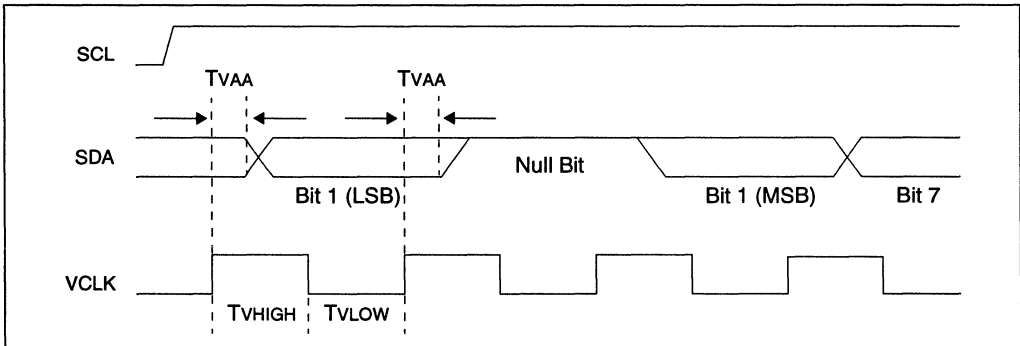 SCL
TVAA TVAA
SDA
Null Bit
Bit 1 (LSB) Bit 1 (MSB) Bit 7
VCLK
TVHIGH TVLOW